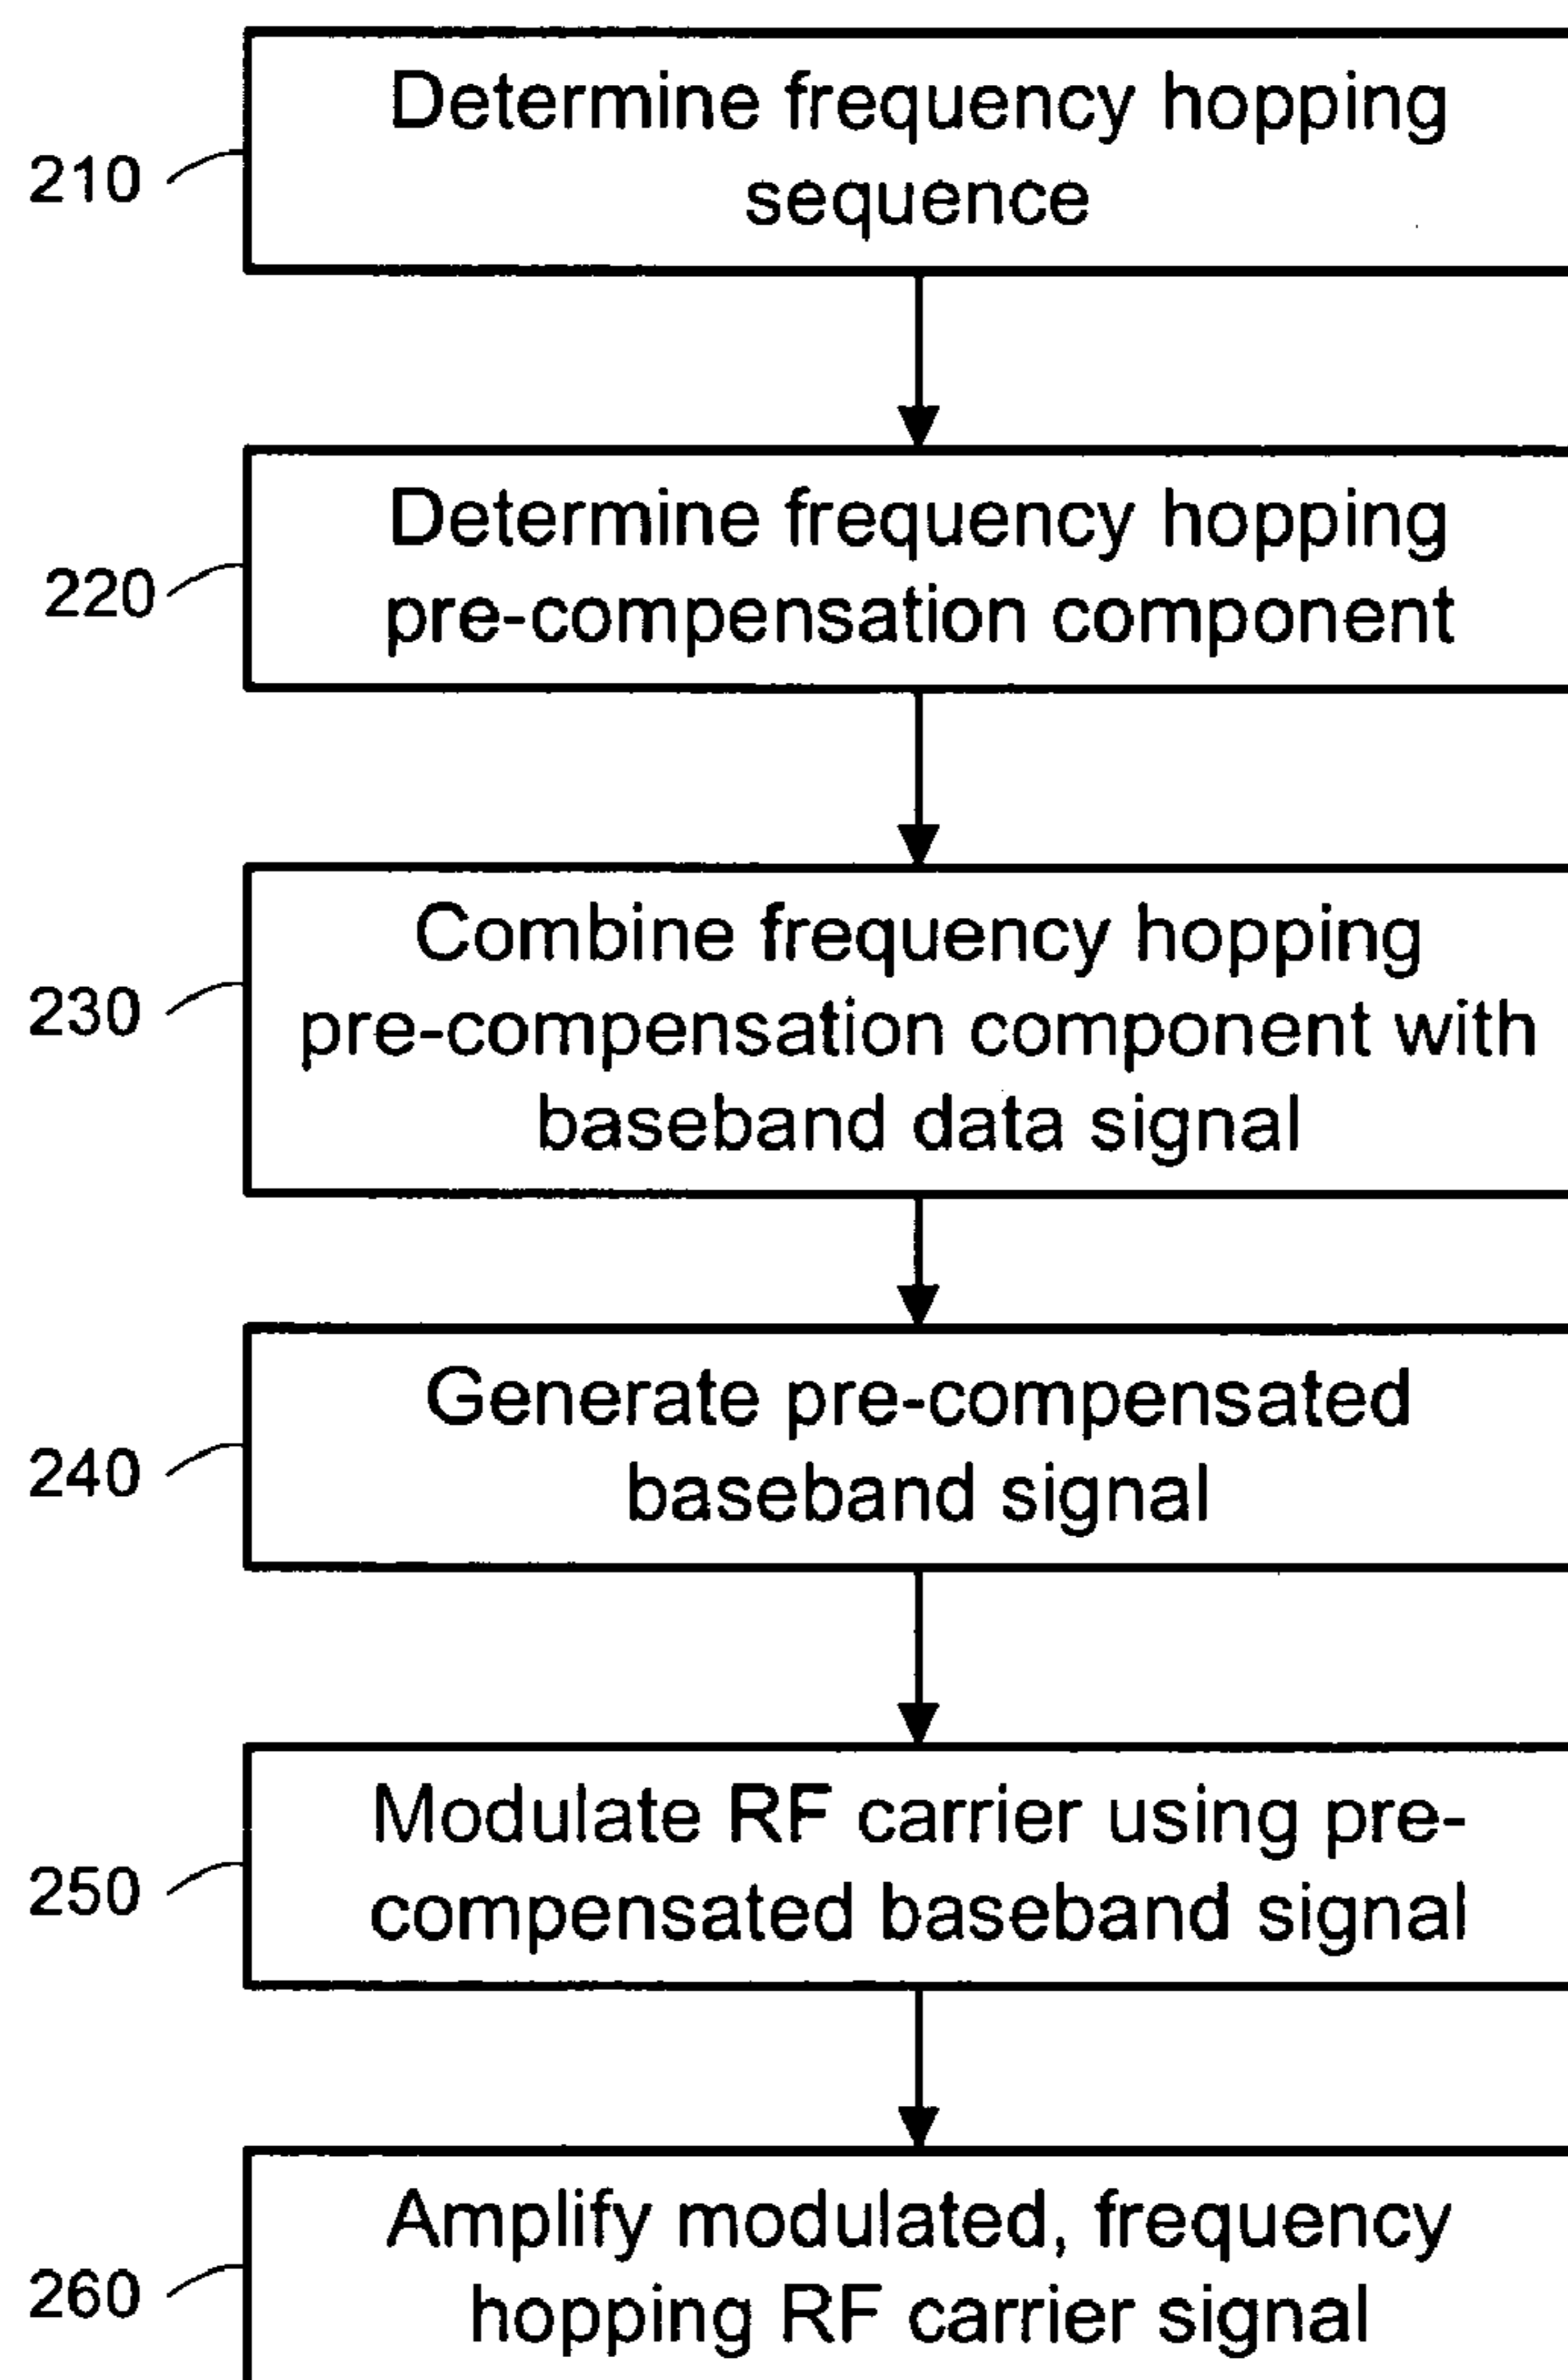 Determine frequency hopping
sequence
210
Determine frequency hopping
pre-compensation component
220
Combine frequency hopping
pre-compensation component with
baseband data signal
230
Generate pre-compensated
baseband signal
240
Modulate RF carrier using pre-
compensated baseband signal
250
Amplify modulated, frequency
hopping RF carrier signal
260